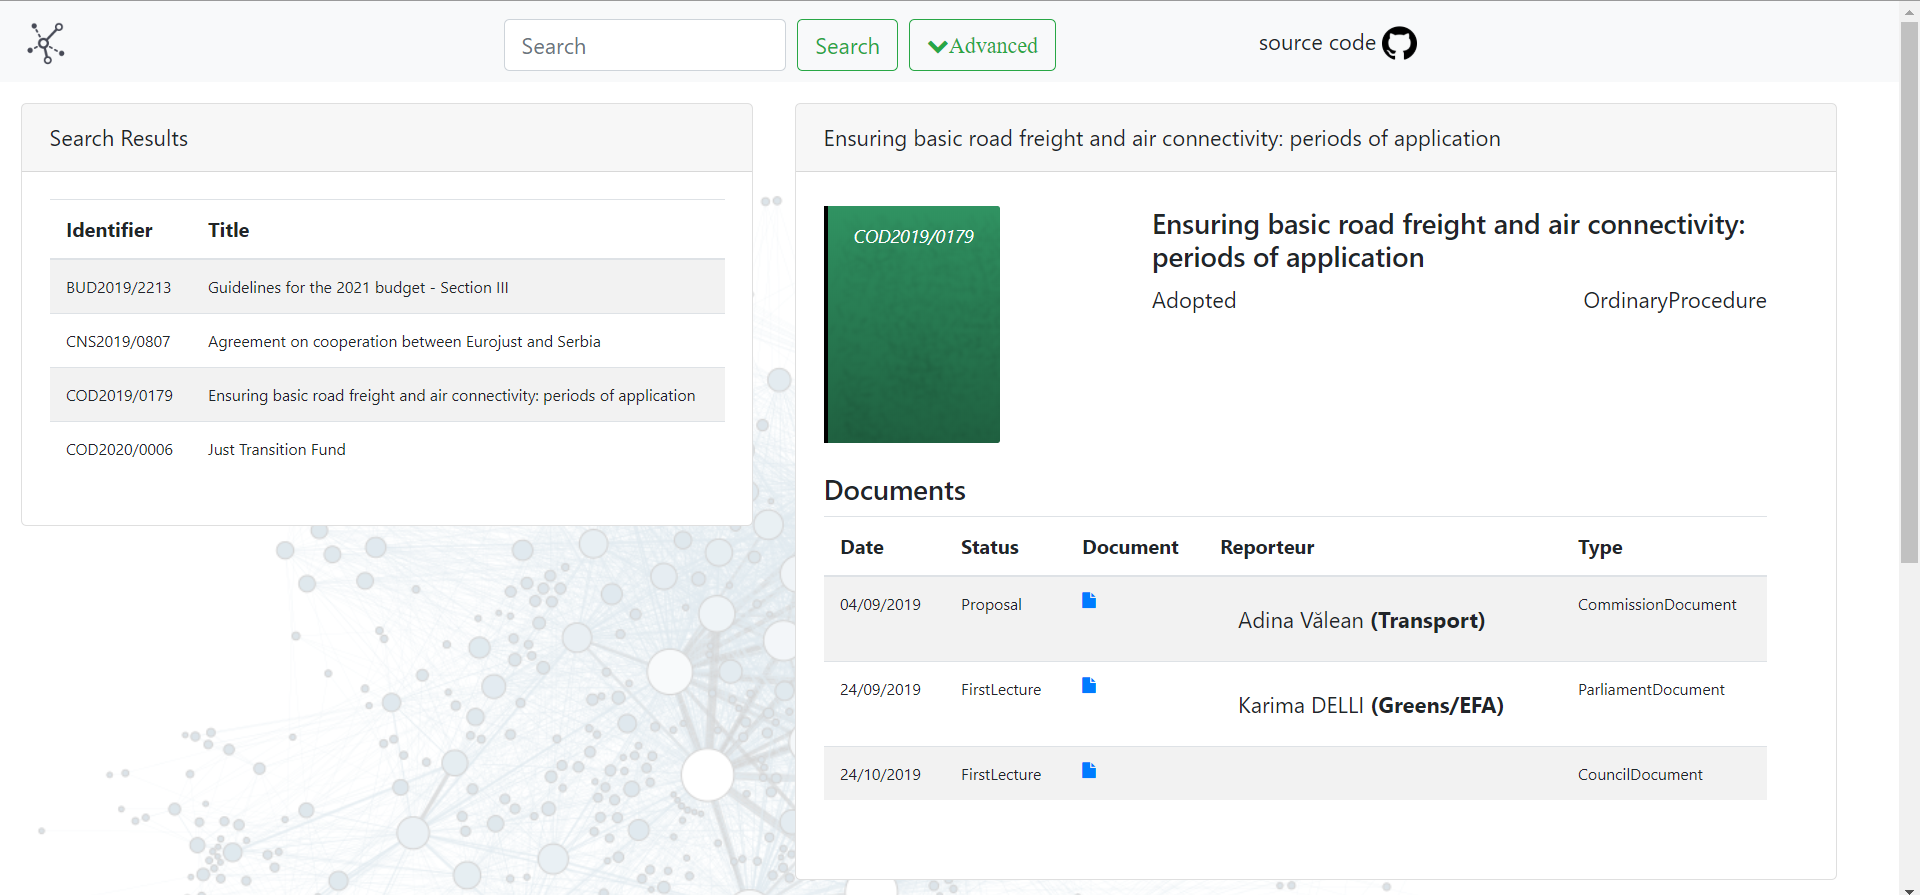 Search
Search
Advanced
source code
Search Results
Identifier Title
BUD2019/2213 Guidelines for the 2021 budget - Section III
CNS2019/0807 Agreement on cooperation between Eurojust and Serbia
COD2019/0179 Ensuring basic road freight and air connectivity: periods of application
COD2020/0006 Just Transition Fund
Ensuring basic road freight and air connectivity: periods of application
COD2019/0179
Ensuring basic road freight and air connectivity:
periods of application
Adopted OrdinaryProcedure
Documents
Date Status Document Reporteur Type
04/09/2019 Proposal Adina Vălean (Transport) CommissionDocument
24/09/2019 FirstLecture Karima DELLI (Greens/EFA) ParliamentDocument
24/10/2019 FirstLecture CouncilDocument